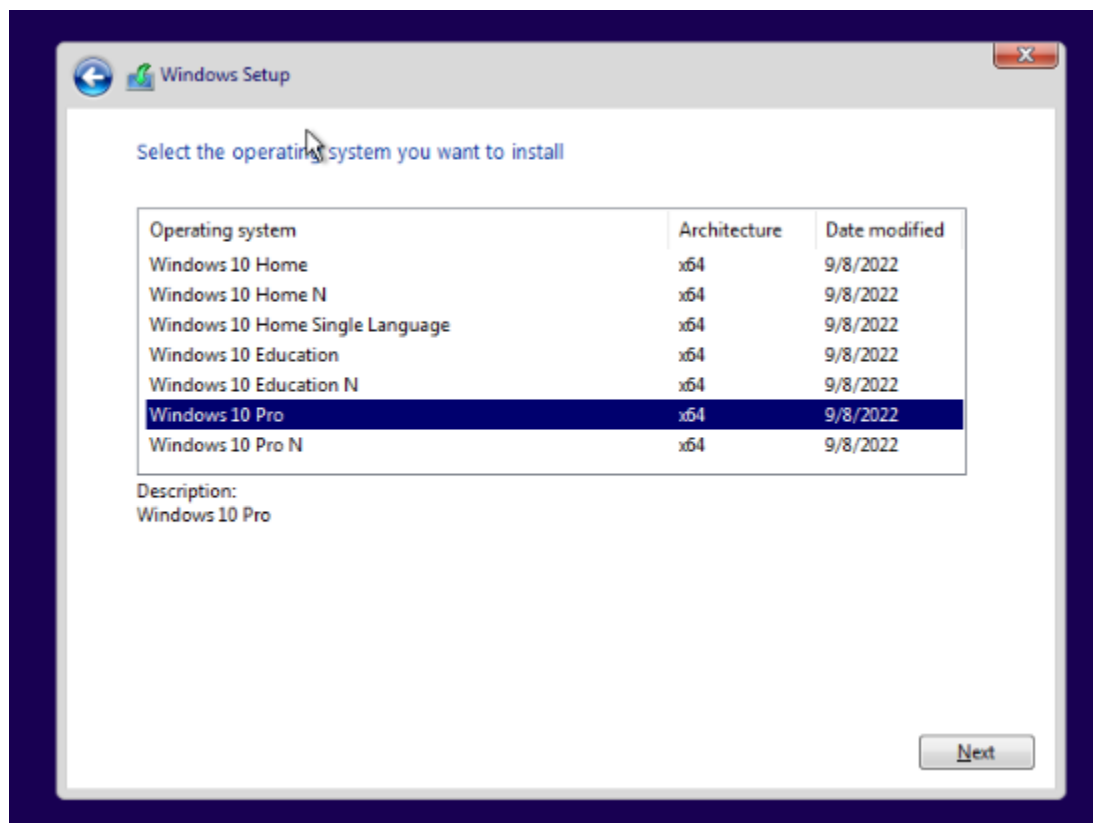 Windows Setup
Select the operating system you want to install
Operating system Architecture Date modified
Windows 10 Home x64 9/8/2022
Windows 10 Home N x64 9/8/2022
Windows 10 Home Single Language x64 9/8/2022
Windows 10 Education x64 9/8/2022
Windows 10 Education N x64 9/8/2022
Windows 10 Pro x64 9/8/2022
Windows 10 Pro N x64 9/8/2022
Description:
Windows 10 Pro
Next